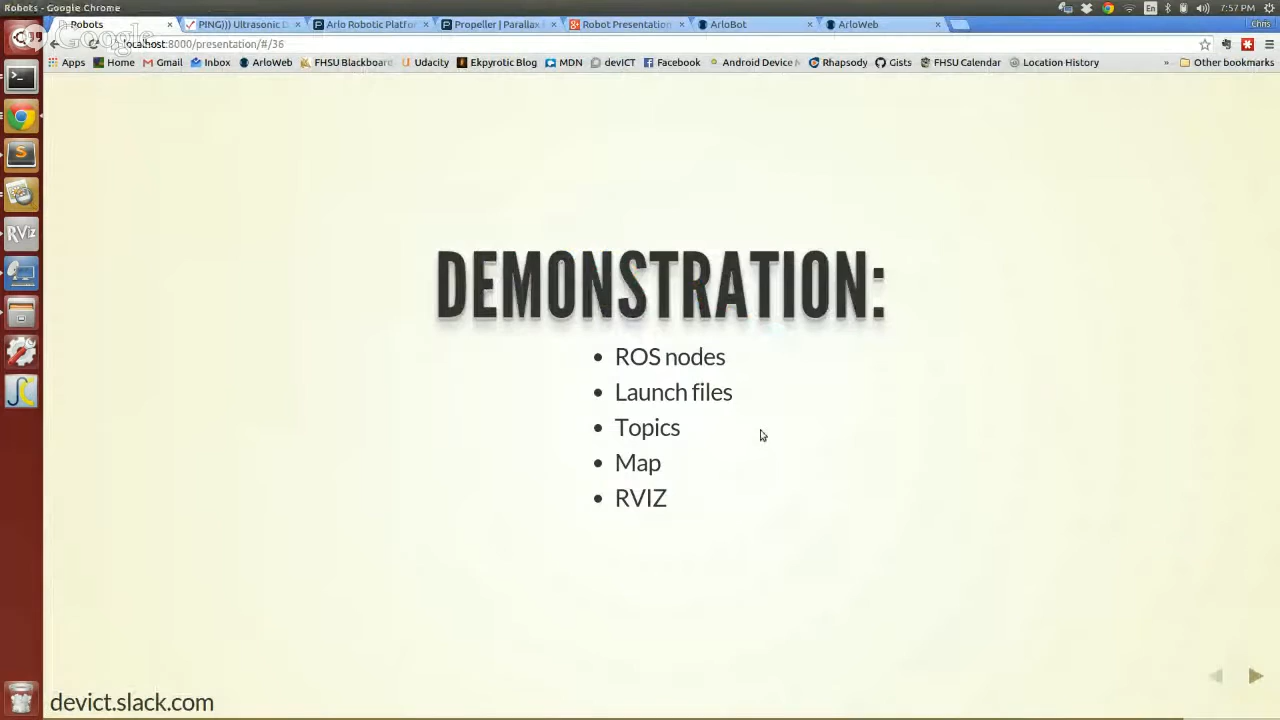 Robots - Google Chrome
En
7:57 PM
Robots
PING))) Ultrasonic D
Arlo Robotic Platfor
Propeller | Parallax
Robot Presentation
ArloBot
ArloWeb
Chris
Google
localhost:8000/presentation/#/36
Apps
Home
Gmail
Inbox
ArloWeb
FHSU Blackboard
Udacity
Ekpyrotic Blog
MDN
devICT
Facebook
Android Device M
Rhapsody
Gists
FHSU Calendar
Location History
»
Other bookmarks
DEMONSTRATION:
• ROS nodes
• Launch files
• Topics
• Map
• RVIZ
RViz
devict.slack.com